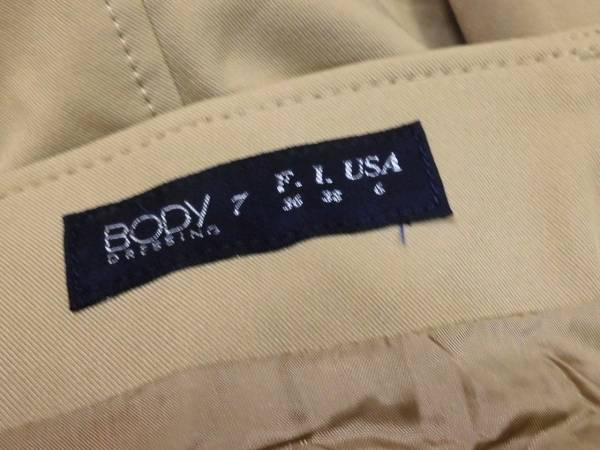 BODY 7 F. I. USA
DRESSING 36 38 6